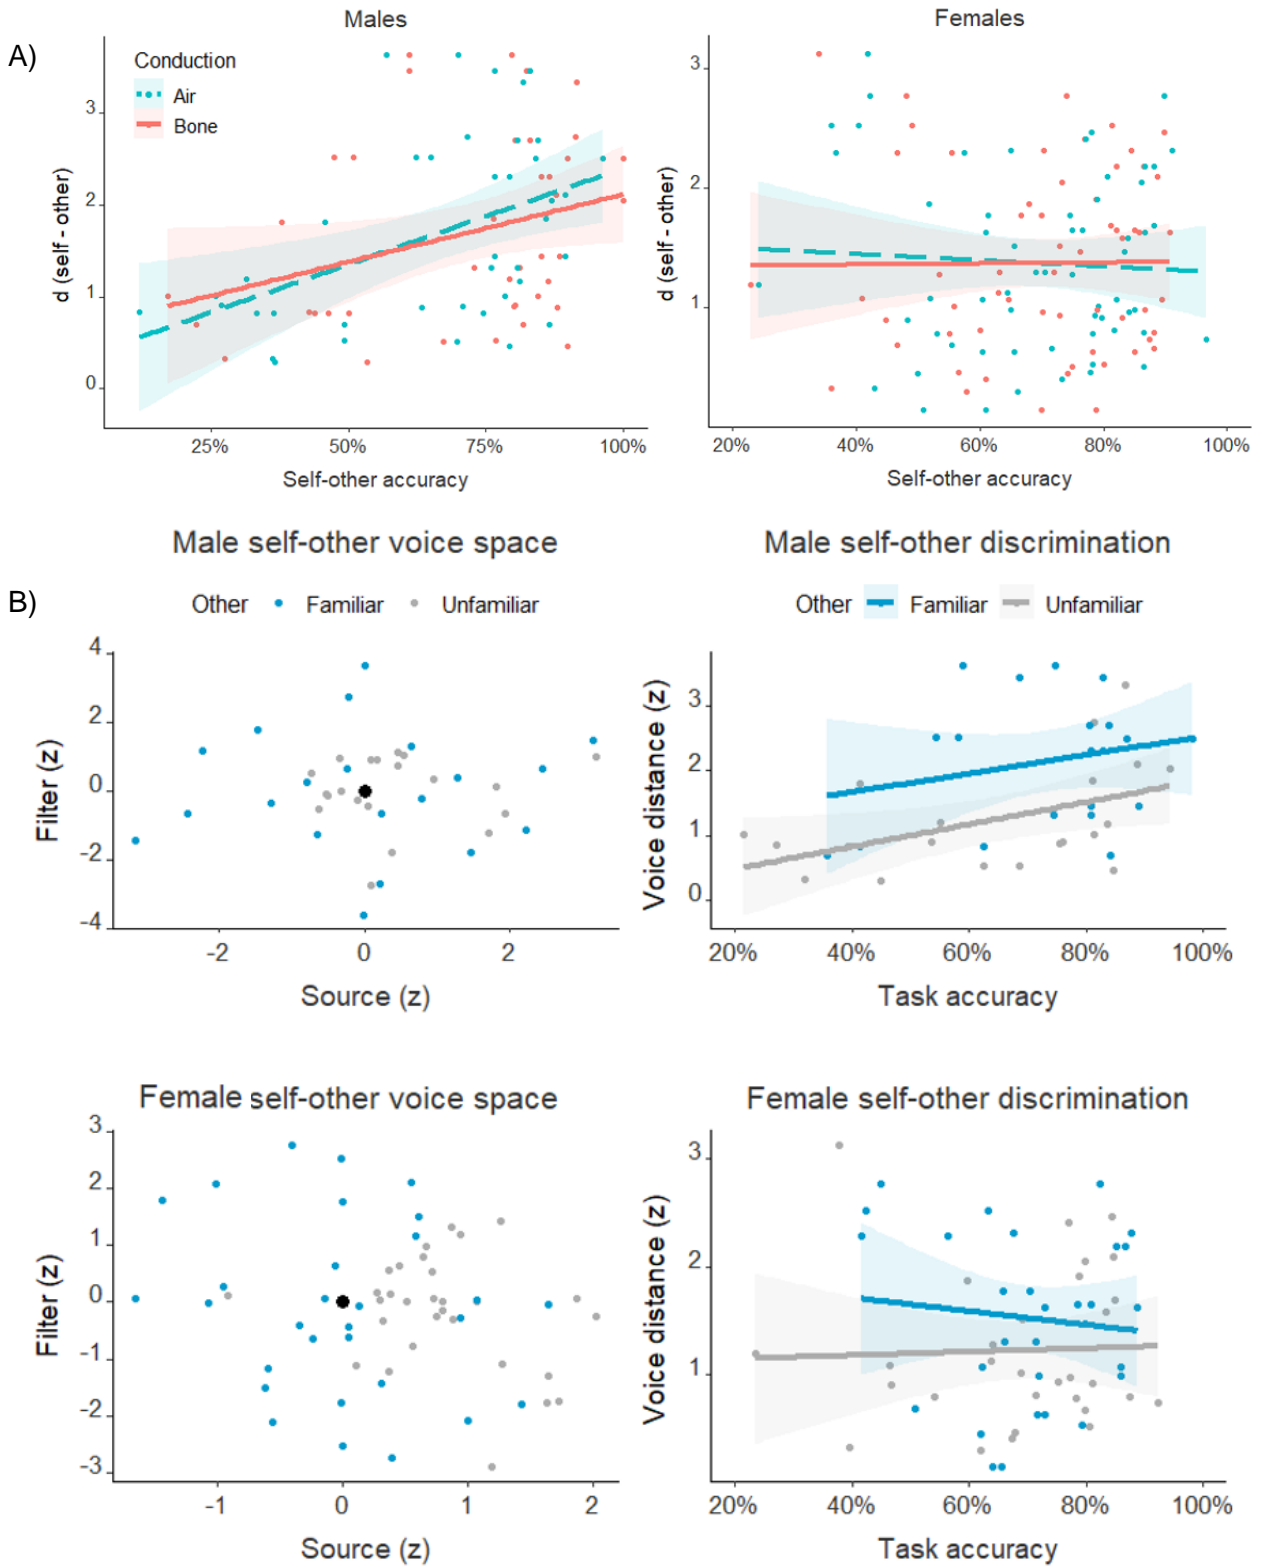 A)
Males
Females
Conduction
Air
Bone
d (self - other)
3
2
1
0
25%
50%
75%
100%
Self-other accuracy
d (self - other)
3
2
1
20%
40%
60%
80%
100%
Self-other accuracy
B)
Male self-other voice space
Other Familiar Unfamiliar
Filter (z)
4
2
0
-2
-4
-2
0
2
Source (z)
Male self-other discrimination
Other Familiar Unfamiliar
Voice distance (z)
3
2
1
0
20%
40%
60%
80%
100%
Task accuracy
Female self-other voice space
Filter (z)
3
2
1
0
-1
-2
-3
-1
0
1
2
Source (z)
Female self-other discrimination
Voice distance (z)
3
2
1
20%
40%
60%
80%
100%
Task accuracy